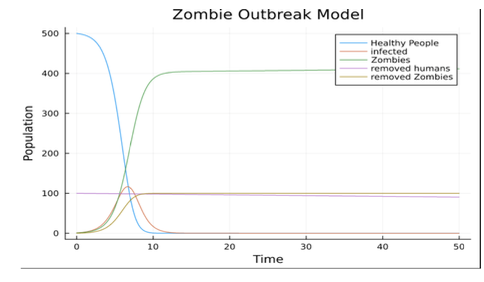 Zombie Outbreak Model
500
400
300
200
100
0
Population
Healthy People
infected
Zombies
removed humans
removed Zombies
0 10 20 30 40 50
Time